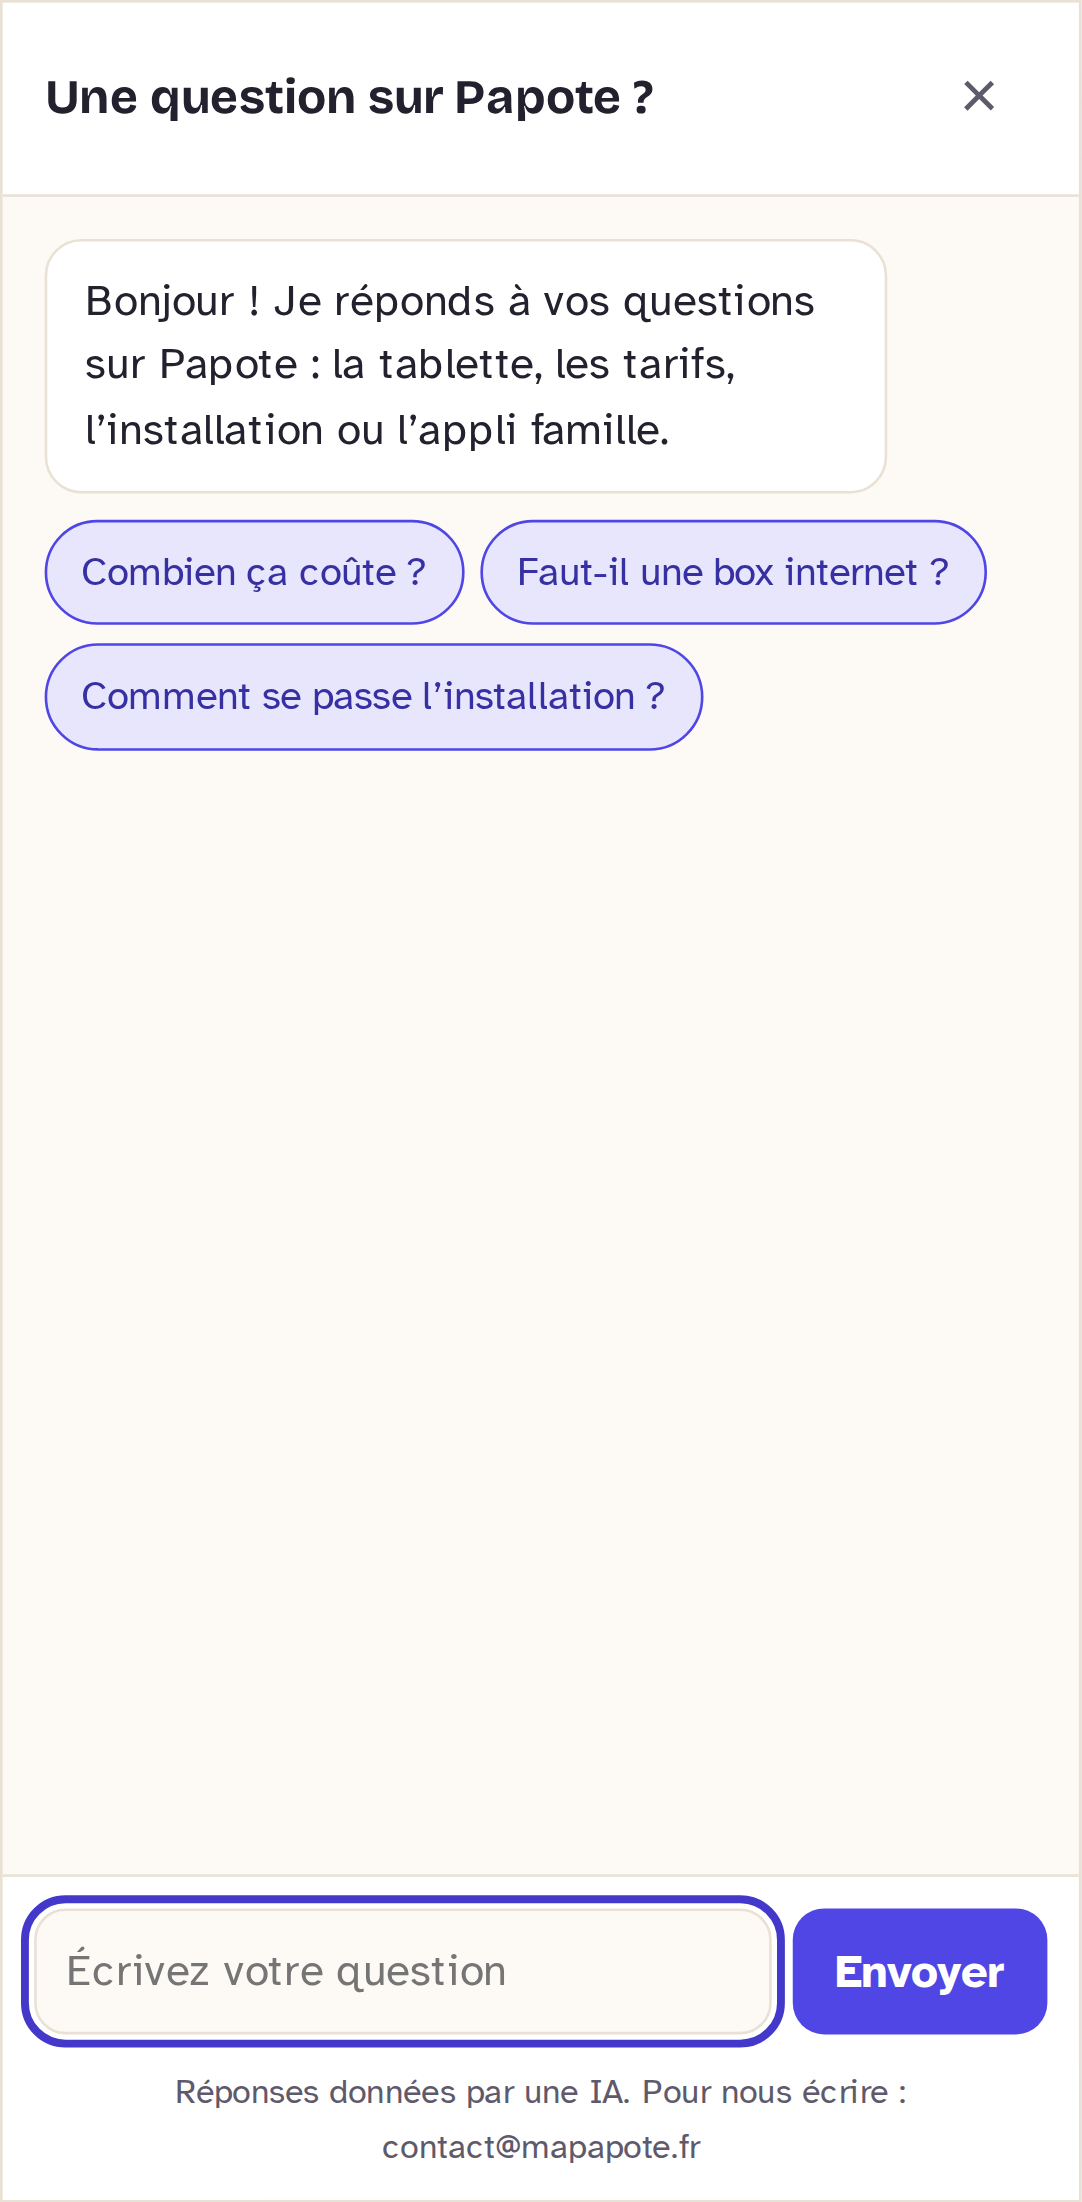 Une question sur Papote ?
✕
Bonjour ! Je réponds à vos questions
sur Papote : la tablette, les tarifs,
l’installation ou l’appli famille.
Combien ça coûte ?
Faut-il une box internet ?
Comment se passe l’installation ?
Écrivez votre question
Envoyer
Réponses données par une IA. Pour nous écrire :
contact@mapapote.fr